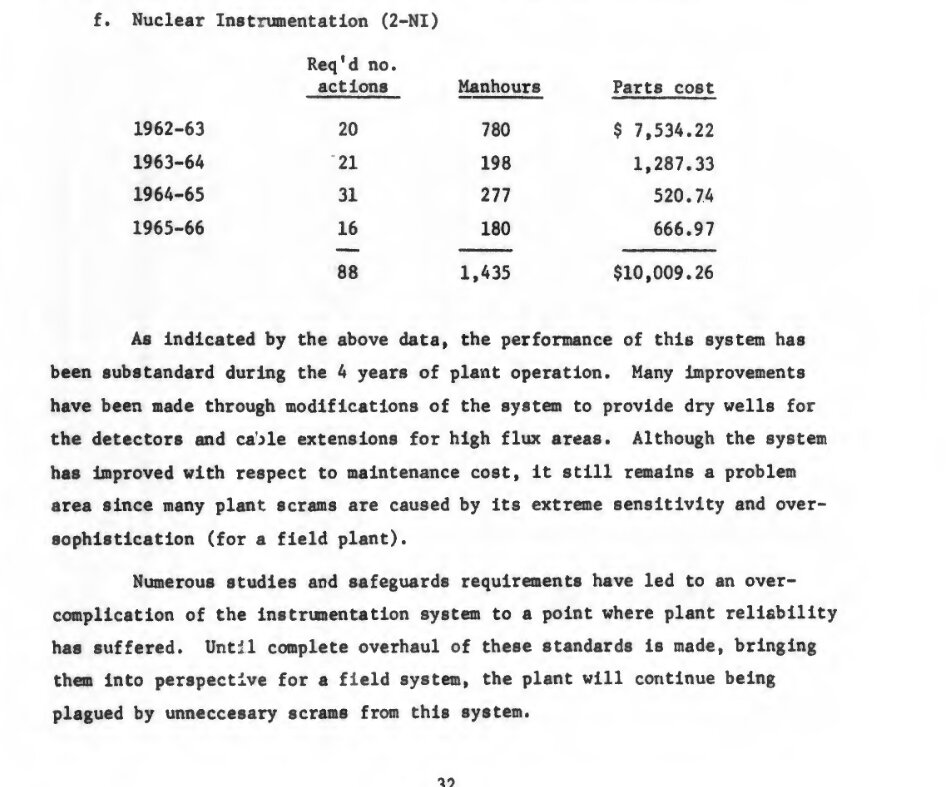 f. Nuclear Instrumentation (2-NI)
Req'd no.
actions Manhours Parts cost
1962-63 20 780 $ 7,534.22
1963-64 21 198 1,287.33
1964-65 31 277 520.74
1965-66 16 180 666.97
88 1,435 $10,009.26
As indicated by the above data, the performance of this system has
been substandard during the 4 years of plant operation. Many improvements
have been made through modifications of the system to provide dry wells for
the detectors and cable extensions for high flux areas. Although the system
has improved with respect to maintenance cost, it still remains a problem
area since many plant scrams are caused by its extreme sensitivity and over-
sophistication (for a field plant).
Numerous studies and safeguards requirements have led to an over-
complication of the instrumentation system to a point where plant reliability
has suffered. Until complete overhaul of these standards is made, bringing
them into perspective for a field system, the plant will continue being
plagued by unneccesary scrams from this system.
32